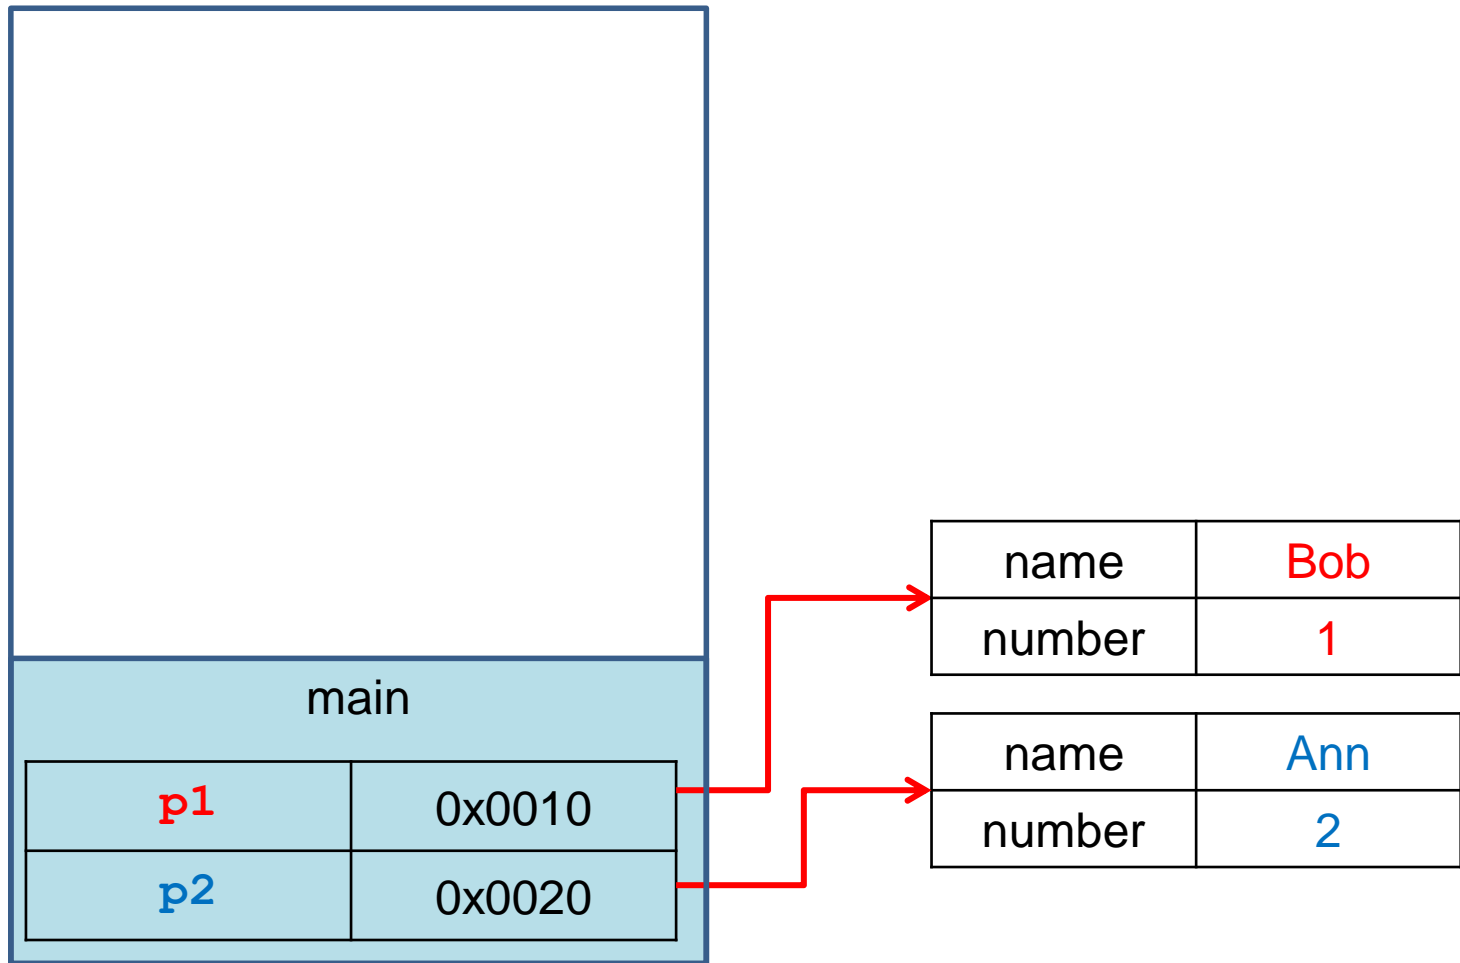 main
p1 0x0010
p2 0x0020
name Bob
number 1
name Ann
number 2